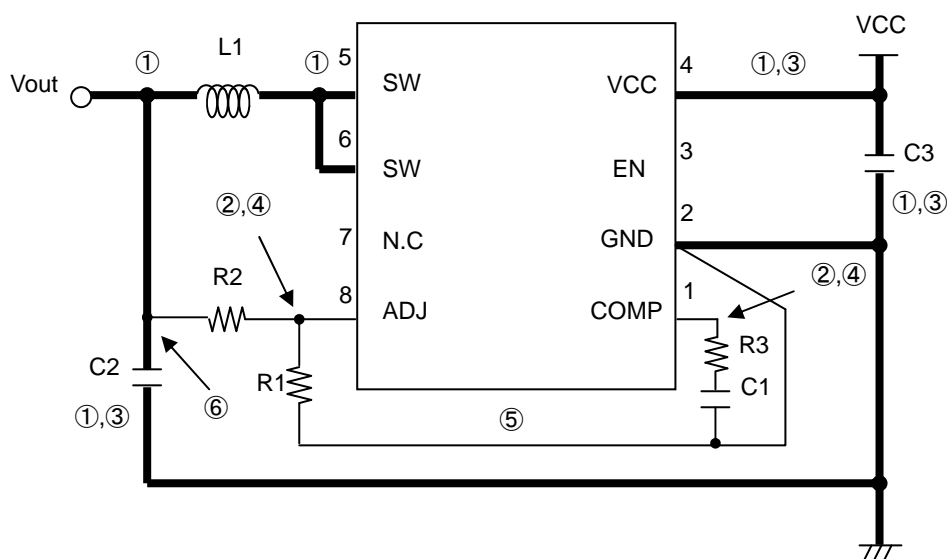 VCC
L1
① ① 5 4 ①,③
Vout SW VCC
6 3 C3
SW EN
①,③
②,④ 7 2
N.C GND
R2 8 1 ②,④
ADJ COMP
R3
C2 R1 C1
①,③ ⑥ ⑤